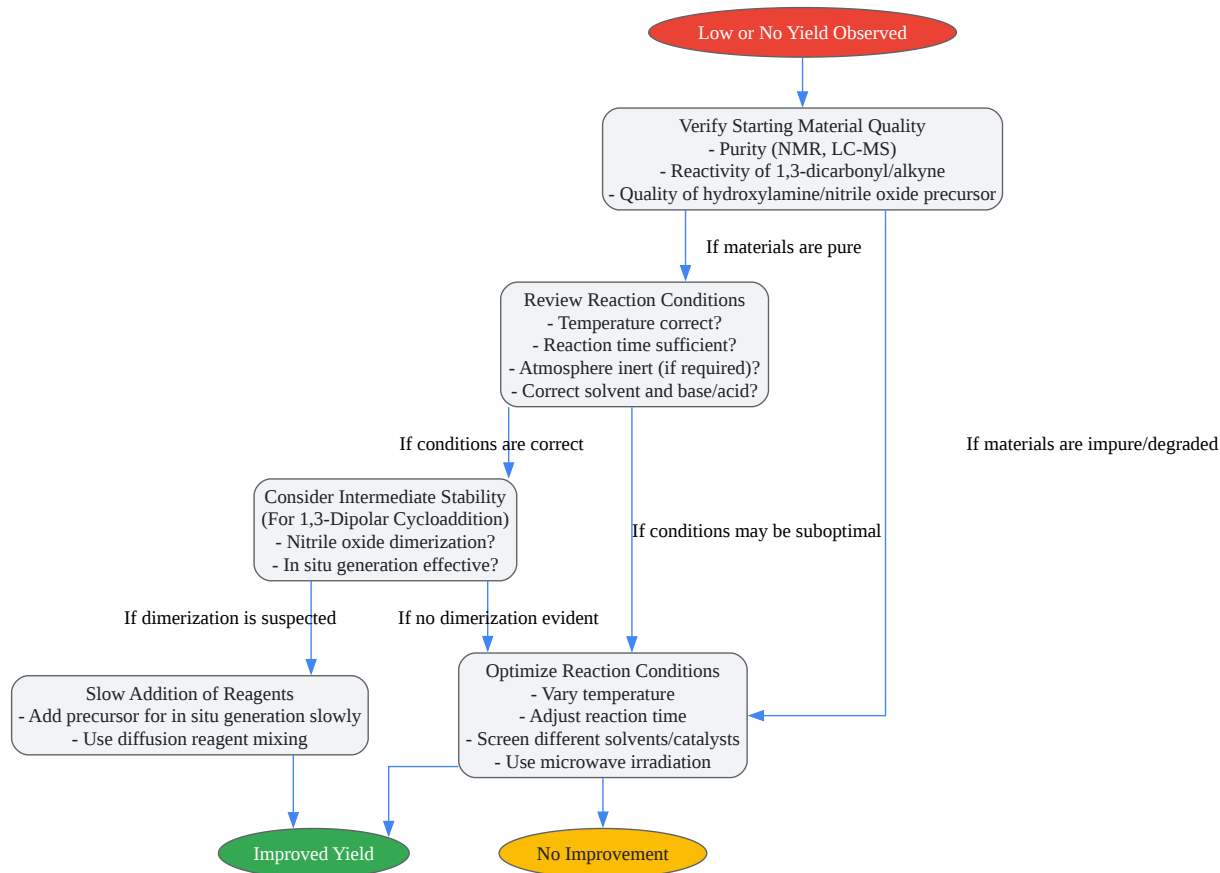 Low or No Yield Observed
Verify Starting Material Quality
- Purity (NMR, LC-MS)
- Reactivity of 1,3-dicarbonyl/alkyne
- Quality of hydroxylamine/nitrile oxide precursor
If materials are pure
Review Reaction Conditions
- Temperature correct?
- Reaction time sufficient?
- Atmosphere inert (if required)?
- Correct solvent and base/acid?
If conditions are correct
If materials are impure/degraded
Consider Intermediate Stability
(For 1,3-Dipolar Cycloaddition)
- Nitrile oxide dimerization?
- In situ generation effective?
If conditions may be suboptimal
If dimerization is suspected
If no dimerization evident
Slow Addition of Reagents
- Add precursor for in situ generation slowly
- Use diffusion reagent mixing
Optimize Reaction Conditions
- Vary temperature
- Adjust reaction time
- Screen different solvents/catalysts
- Use microwave irradiation
Improved Yield
No Improvement